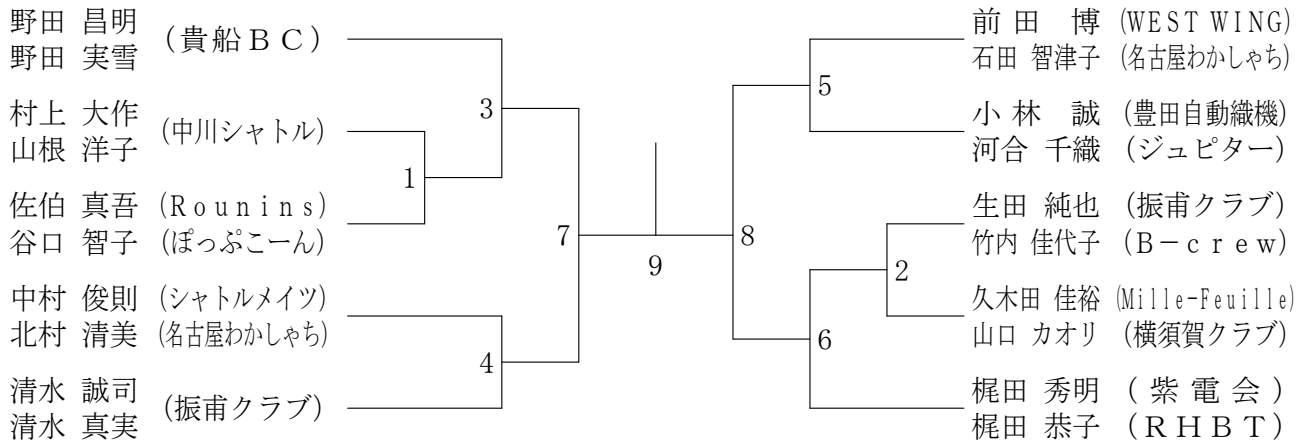 野田 昌明
野田 実雪
(貴船ＢＣ)
村上 大作
山根 洋子
(中川シャトル)
佐伯 真吾 (Rounins)
谷口 智子 (ぽっぷこーん)
中村 俊則 (シャトルメイツ)
北村 清美 (名古屋わかしゃち)
清水 誠司
清水 真実
(振甫クラブ)
3
1
7
4
9
前田 博 (WEST WING)
石田 智津子 (名古屋わかしゃち)
小林 誠 (豊田自動織機)
河合 千織 (ジュピター)
生田 純也 (振甫クラブ)
竹内 佳代子 (B－crew)
久木田 佳裕 (Mille-Feuille)
山口 カオリ (横須賀クラブ)
梶田 秀明 (紫電会)
梶田 恭子 (ＲＨＢＴ)
5
8
2
6